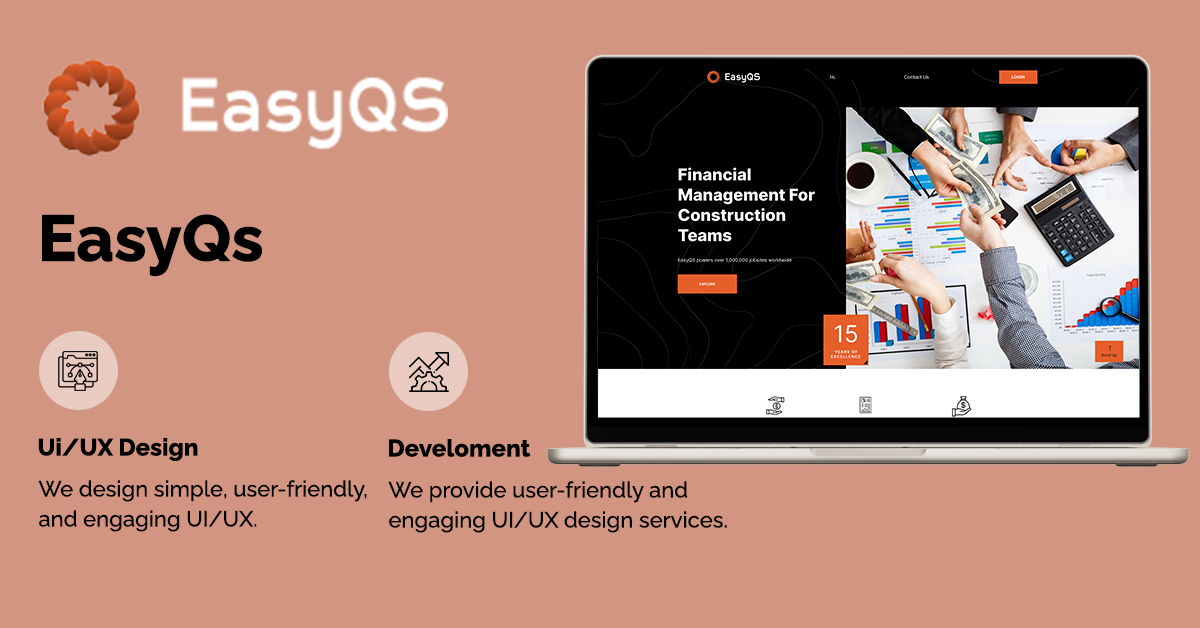 EasyQS
EasyQs
Ui/UX Design
We design simple, user-friendly,
and engaging UI/UX.
Develoment
We provide user-friendly and
engaging UI/UX design services.
EasyQS
Hi,
Contact Us
LOGIN
Financial
Management For
Construction
Teams
EasyQS powers over 1,000,000 jobsites worldwide
EXPLORE
15
YEARS OF
EXCELLENCE
Scroll Up